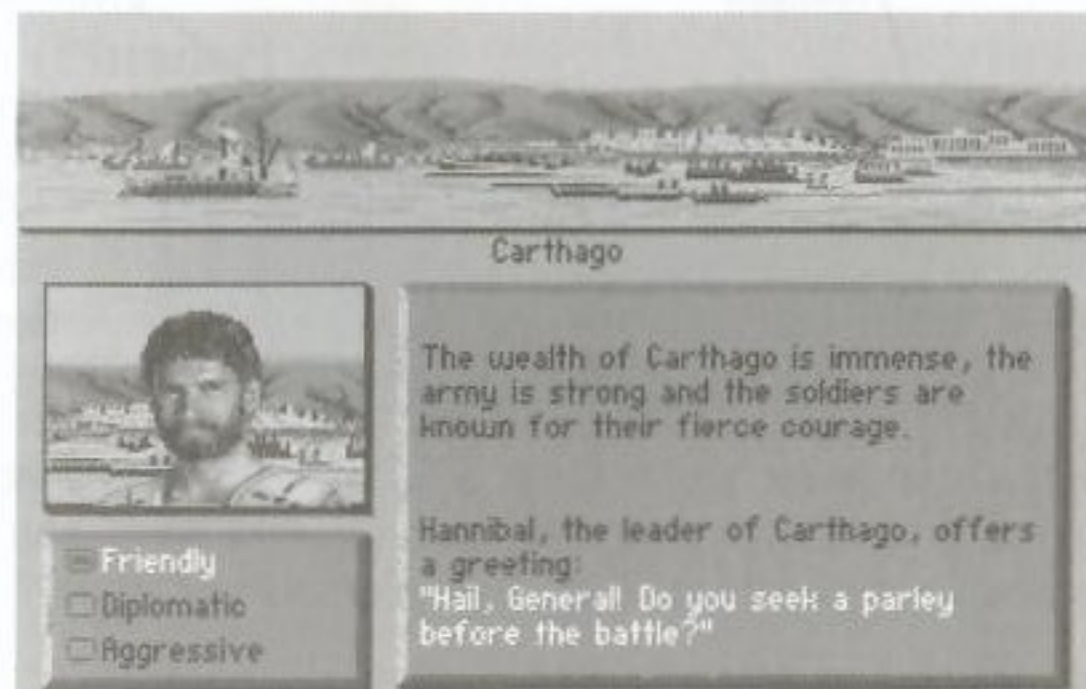 Carthago
The wealth of Carthago is immense, the
army is strong and the soldiers are
known for their fierce courage.
Hannibal, the leader of Carthago, offers
a greeting:
"Hail, General! Do you seek a parley
before the battle?"
Friendly
Diplomatic
Aggressive